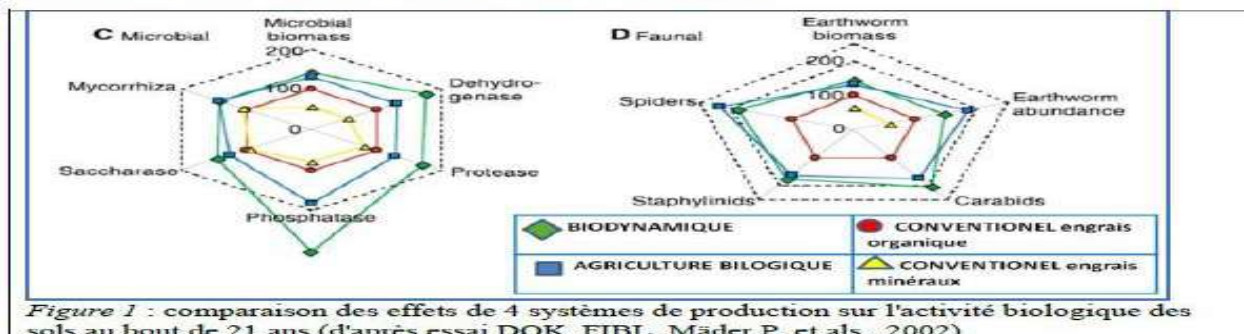 C Microbial
Microbial
biomass
200
100
0
Mycorrhiza
Dehydro-
genase
Saccharase
Protease
Phosphatase
D Faunal
Earthworm
biomass
200
100
0
Spiders
Earthworm
abundance
Staphylinids
Carabids
BIODYNAMIQUE
CONVENTIONEL engrais
organique
AGRICULTURE BILOGIQUE
CONVENTIONEL engrais
minéraux
Figure 1 : comparaison des effets de 4 systèmes de production sur l'activité biologique des
sols au bout de 21 ans (d'après essai DOK, FIBL, Mäder P. et als, 2002)